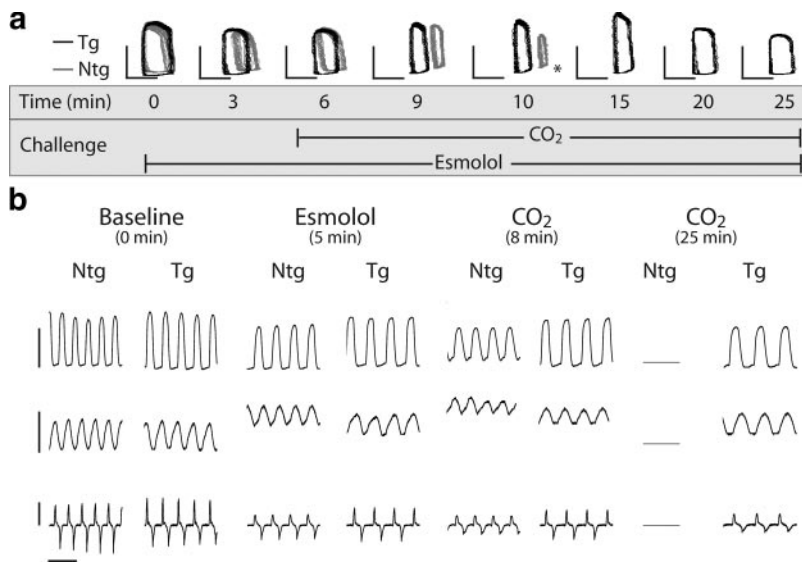 a
Tg
Ntg
*
Time (min) 0 3 6 9 10 15 20 25
Challenge
CO₂
Esmolol
b
Baseline Esmolol CO₂ CO₂
(0 min) (5 min) (8 min) (25 min)
Ntg Tg Ntg Tg Ntg Tg Ntg Tg